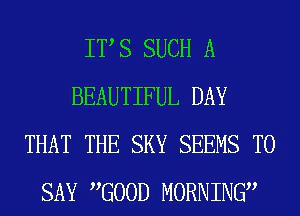 IT'S SUCH A
BEAUTIFUL DAY
THAT THE SKY SEEMS TO
SAY ”GOOD MORNING”